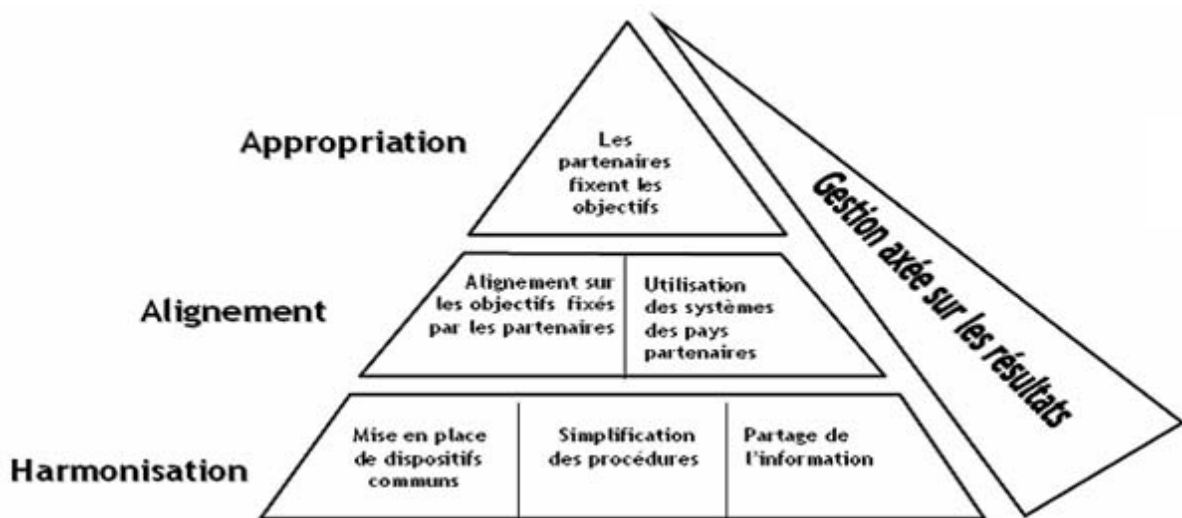 Appropriation
Les
partenaires
fixent les
objectifs
Gestion axée sur les résultats
Alignement
Alignement sur
les objectifs fixés
par les partenaires
Utilisation
des systèmes
des pays
partenaires
Harmonisation
Mise en place
de dispositifs
communs
Simplification
des procédures
Partage de
l'information